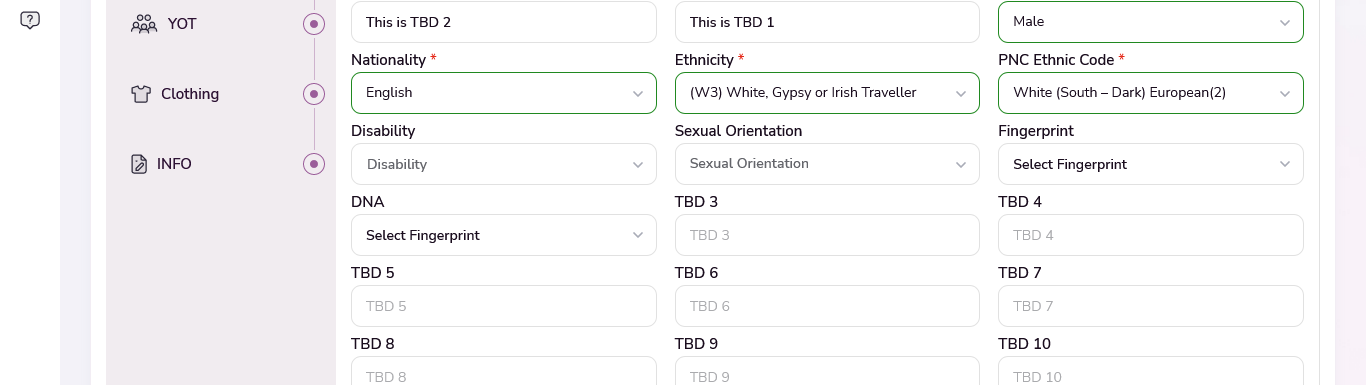 YOT
Clothing
INFO
This is TBD 2
This is TBD 1
Male
Nationality *
Ethnicity *
PNC Ethnic Code *
English
(W3) White, Gypsy or Irish Traveller
White (South – Dark) European(2)
Disability
Sexual Orientation
Fingerprint
Disability
Sexual Orientation
Select Fingerprint
DNA
TBD 3
TBD 4
Select Fingerprint
TBD 3
TBD 4
TBD 5
TBD 6
TBD 7
TBD 5
TBD 6
TBD 7
TBD 8
TBD 9
TBD 10
TBD 8
TBD 9
TBD 10